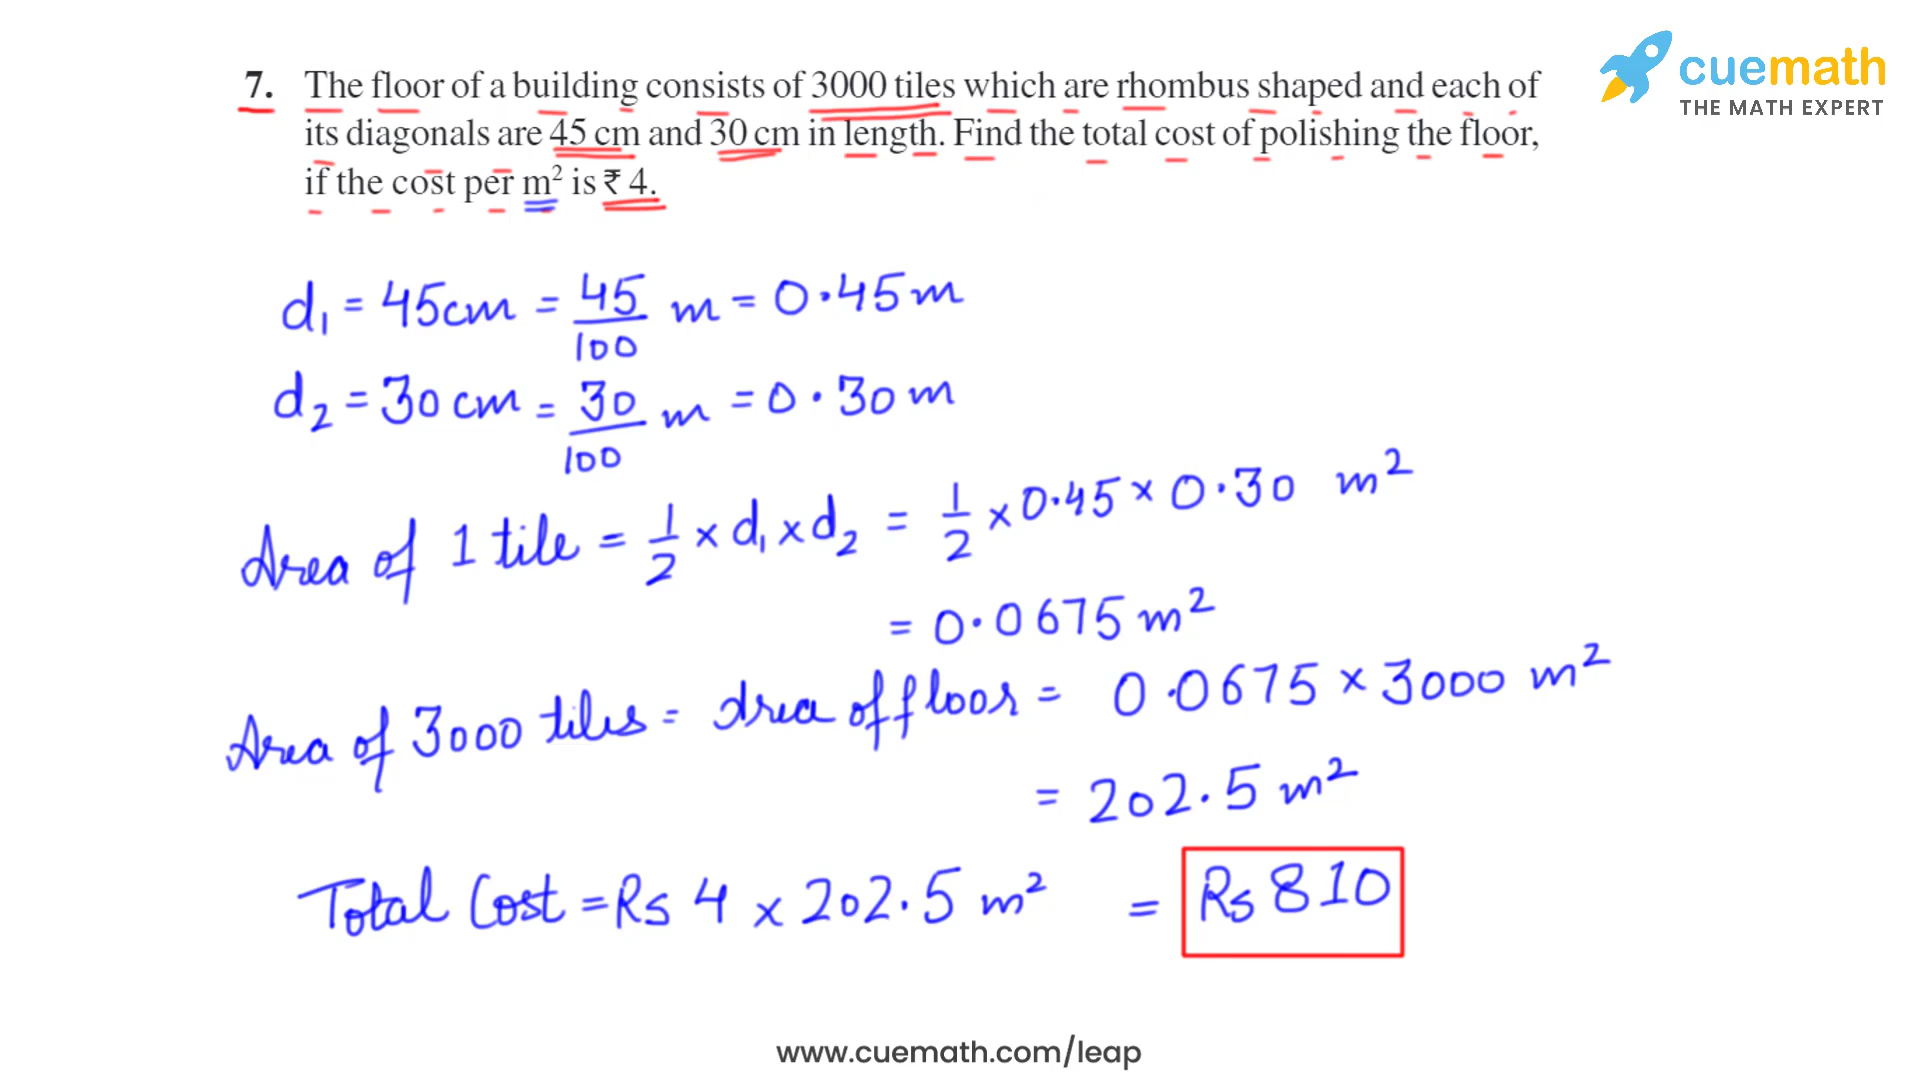 cuemath
THE MATH EXPERT
7. The floor of a building consists of 3000 tiles which are rhombus shaped and each of
its diagonals are 45 cm and 30 cm in length. Find the total cost of polishing the floor,
if the cost per m² is ₹ 4.
d₁ = 45cm = 45/100 m = 0.45m
d₂ = 30cm = 30/100 m = 0.30m
Area of 1 tile = 1/2 × d₁ × d₂ = 1/2 × 0.45 × 0.30 m²
= 0.0675 m²
Area of 3000 tiles = Area of floor = 0.0675 × 3000 m²
= 202.5 m²
Total Cost = Rs 4 × 202.5 m² = Rs 810
www.cuemath.com/leap